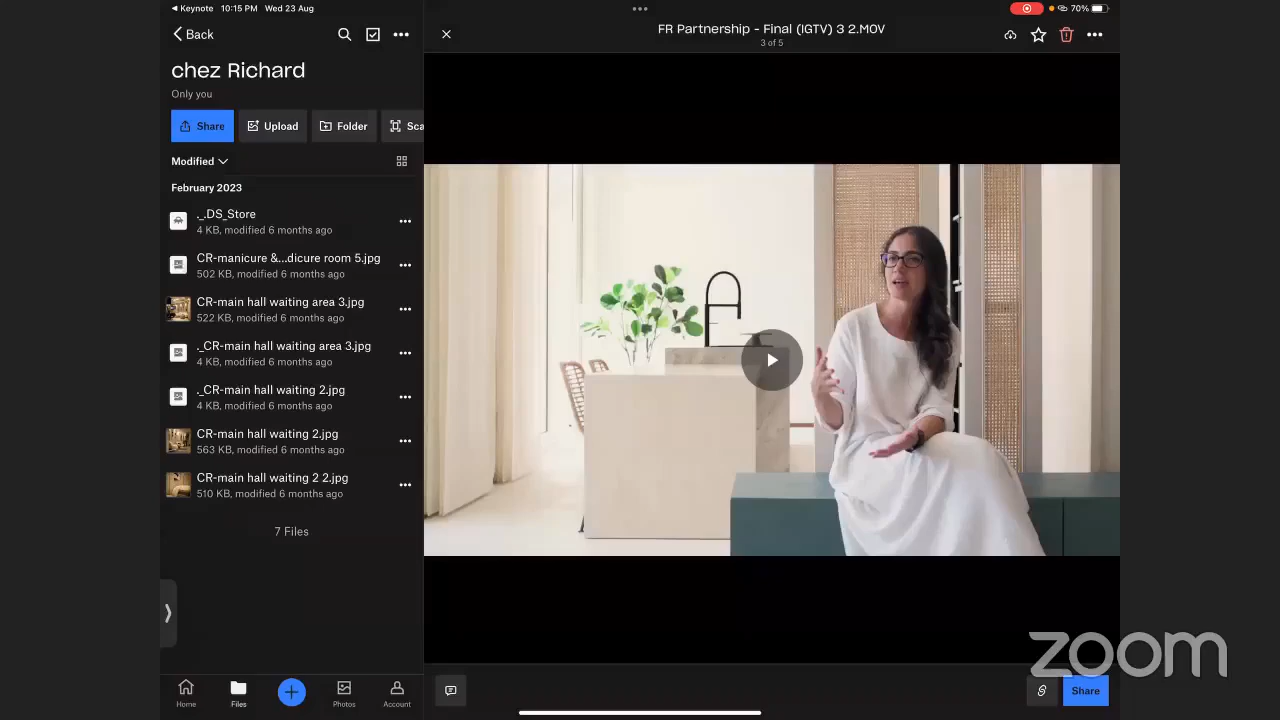 ◂ Keynote 10:15 PM Wed 23 Aug
70%
Back
chez Richard
Only you
Share Upload Folder Sca
Modified
February 2023
._.DS_Store
4 KB, modified 6 months ago
CR-manicure &...dicure room 5.jpg
502 KB, modified 6 months ago
CR-main hall waiting area 3.jpg
522 KB, modified 6 months ago
._CR-main hall waiting area 3.jpg
4 KB, modified 6 months ago
._CR-main hall waiting 2.jpg
4 KB, modified 6 months ago
CR-main hall waiting 2.jpg
563 KB, modified 6 months ago
CR-main hall waiting 2 2.jpg
510 KB, modified 6 months ago
7 Files
Home Files Photos Account
FR Partnership - Final (IGTV) 3 2.MOV
3 of 5
Share
zoom